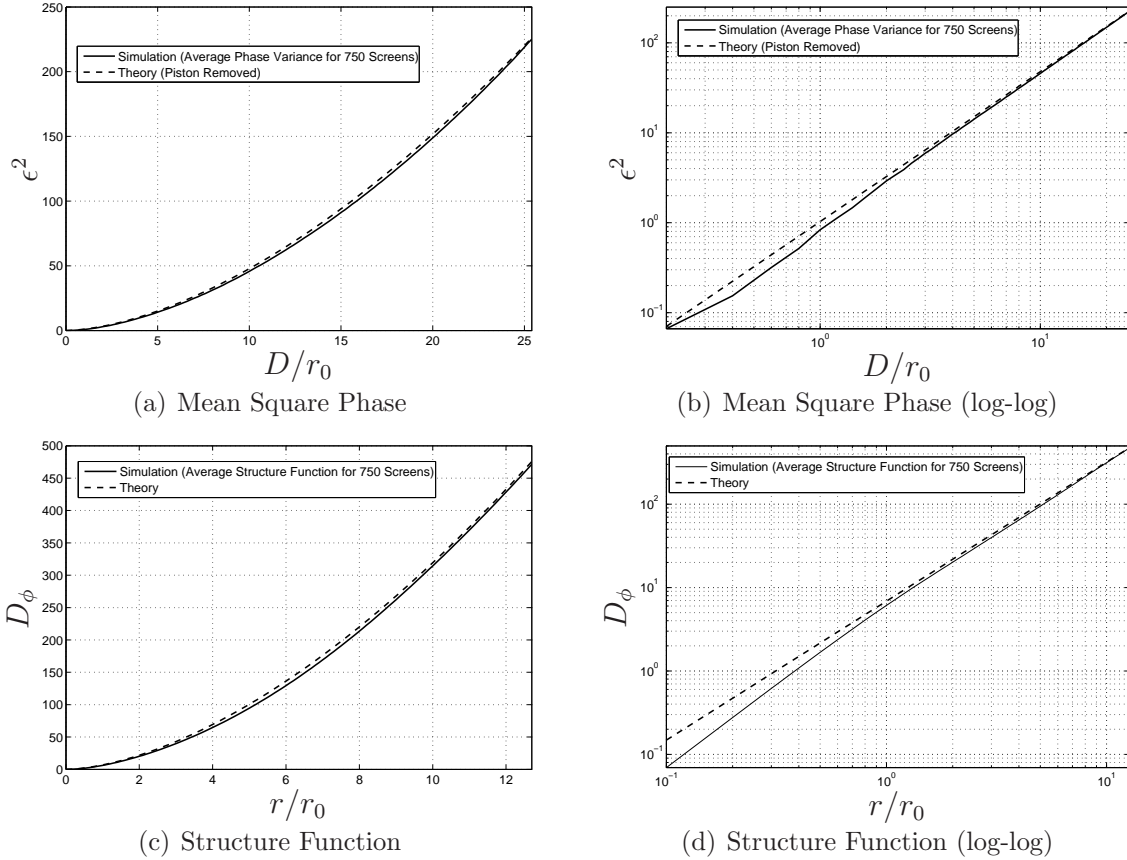 250
200
150
100
50
0
ϵ²
Simulation (Average Phase Variance for 750 Screens)
Theory (Piston Removed)
0 5 10 15 20 25
D/r₀
(a) Mean Square Phase
10²
10¹
10⁰
10⁻¹
ϵ²
Simulation (Average Phase Variance for 750 Screens)
Theory (Piston Removed)
10⁰ 10¹
D/r₀
(b) Mean Square Phase (log-log)
500
450
400
350
300
250
200
150
100
50
0
D_ϕ
Simulation (Average Structure Function for 750 Screens)
Theory
0 2 4 6 8 10 12
r/r₀
(c) Structure Function
10²
10¹
10⁰
10⁻¹
D_ϕ
Simulation (Average Structure Function for 750 Screens)
Theory
10⁻¹ 10⁰ 10¹
r/r₀
(d) Structure Function (log-log)